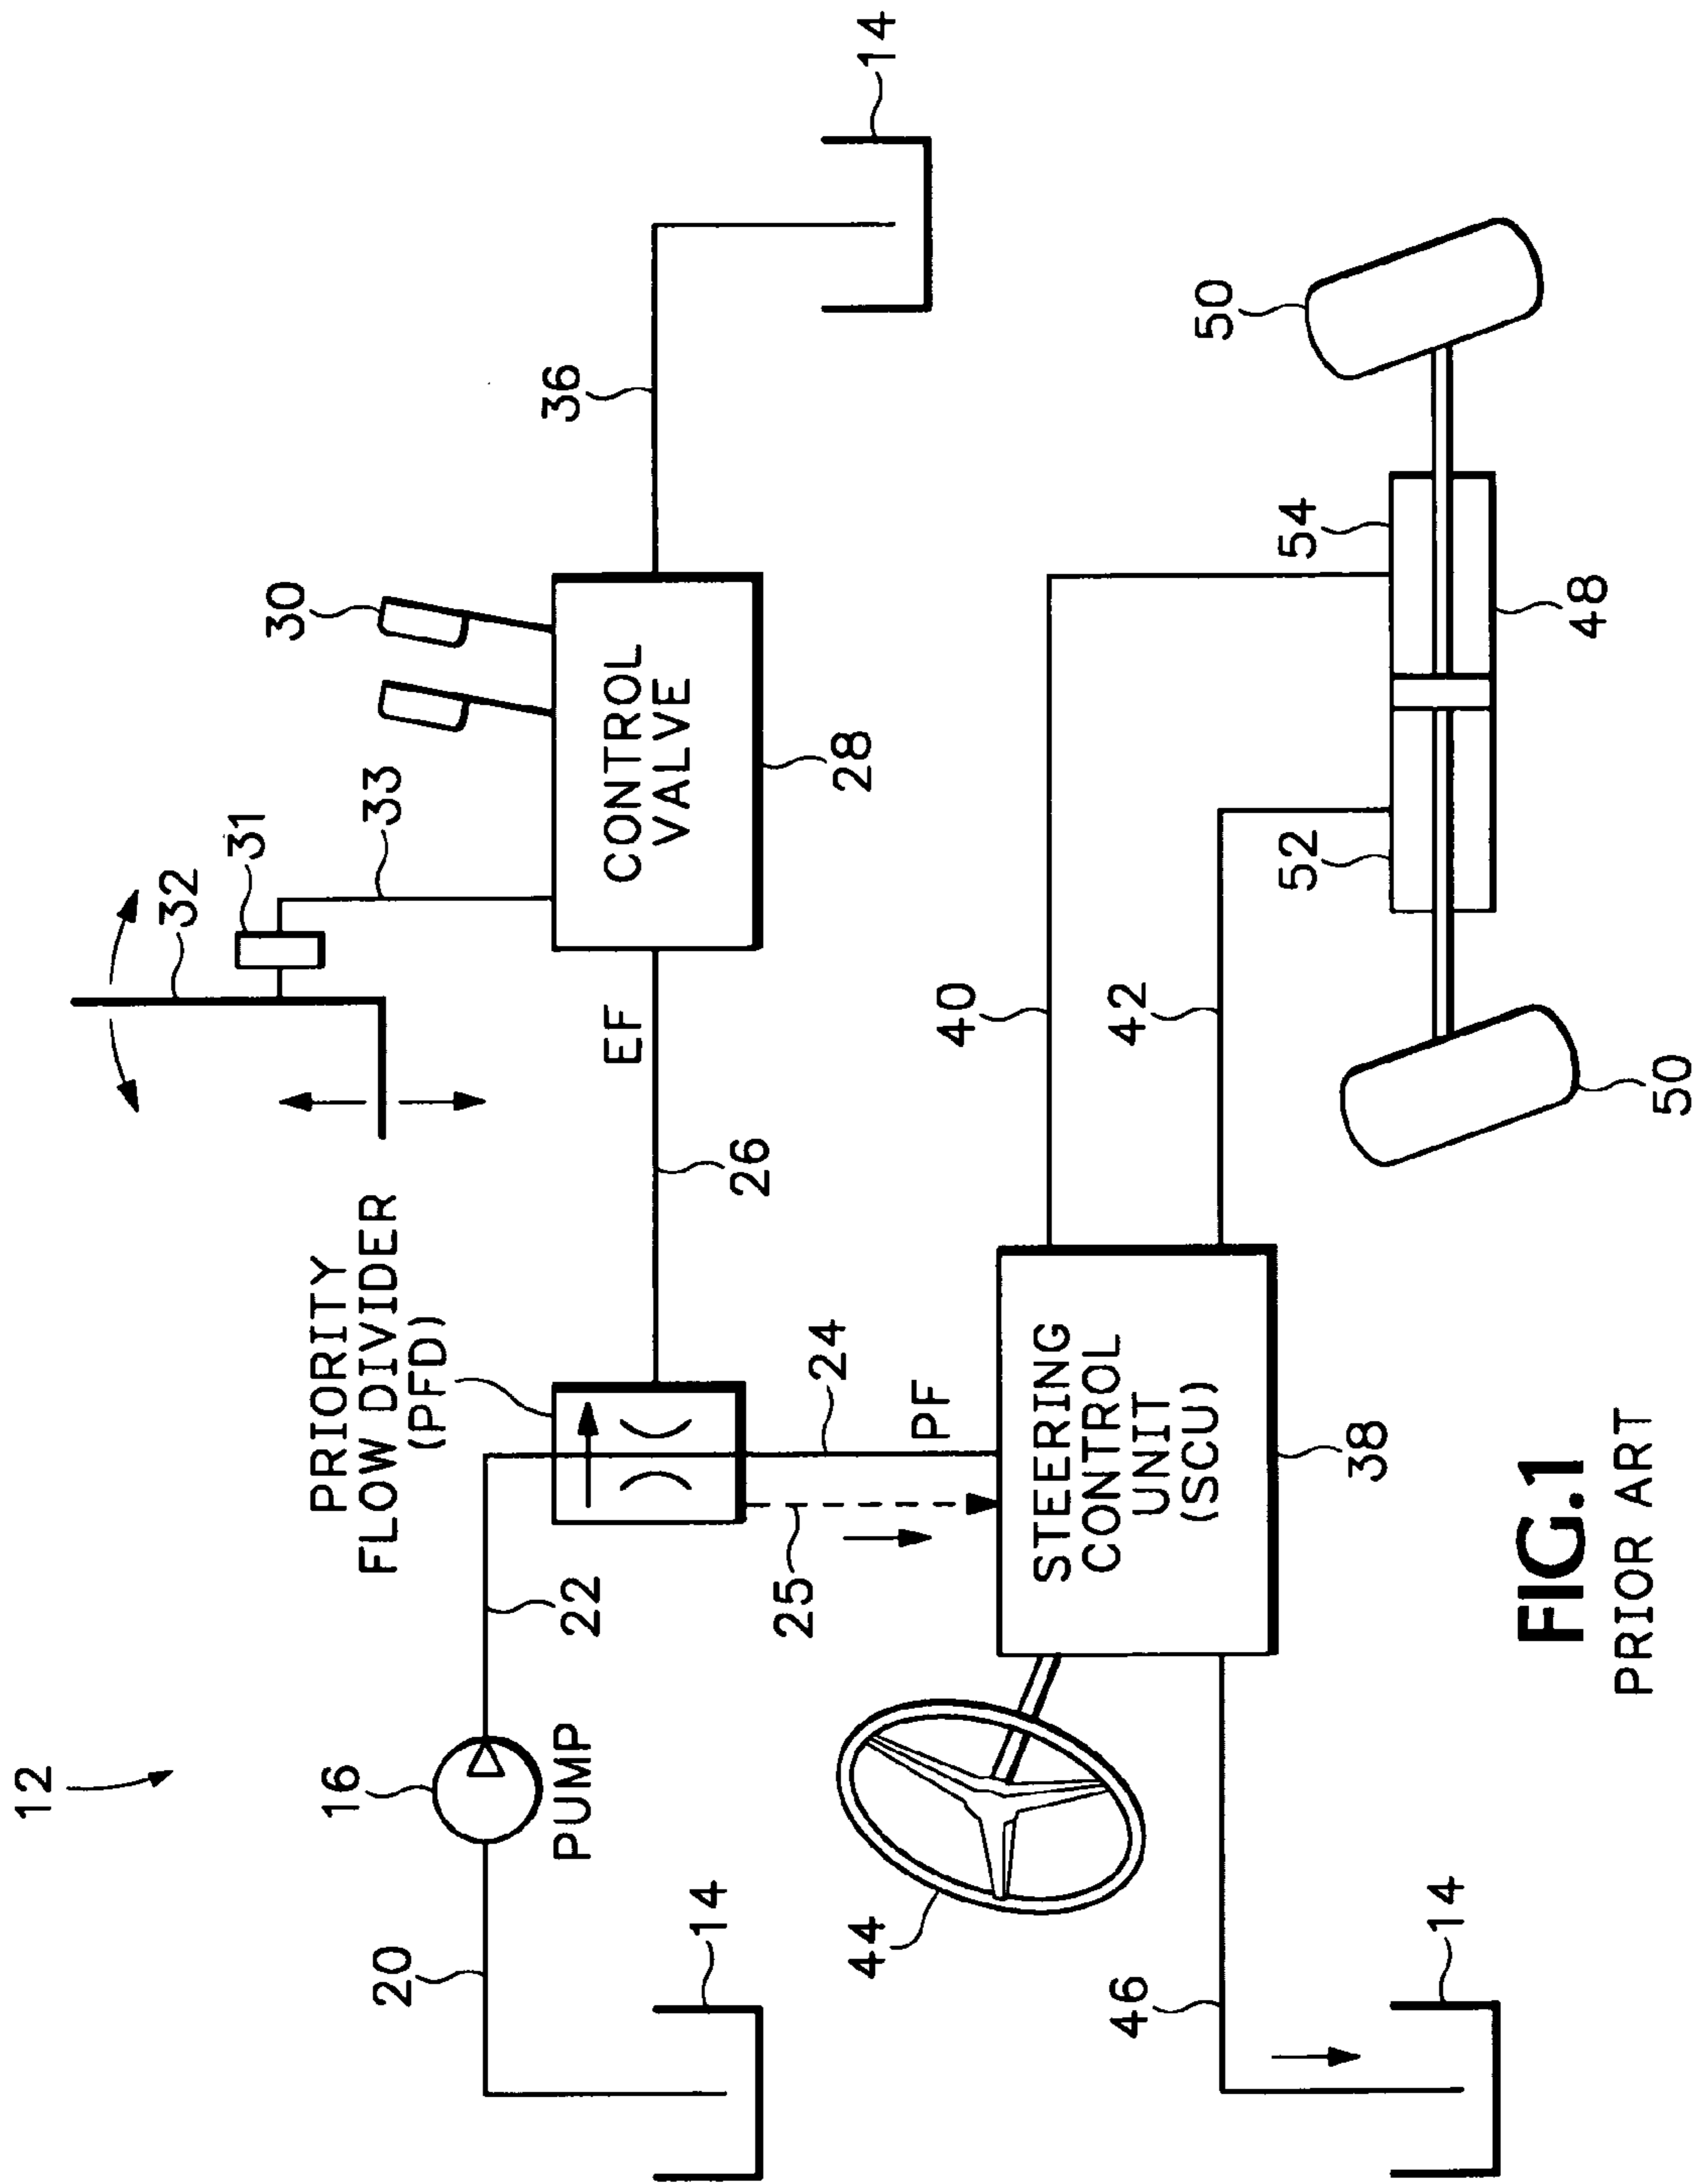 12
16
PUMP
20
14
22
PRIORITY
FLOW DIVIDER
(PFD)
26
EF
32
31
33
30
CONTROL
VALVE
28
36
14
25
24
PF
STEERING
CONTROL
UNIT
(SCU)
38
44
46
14
40
42
52
54
48
50
50
FIG.1
PRIOR ART